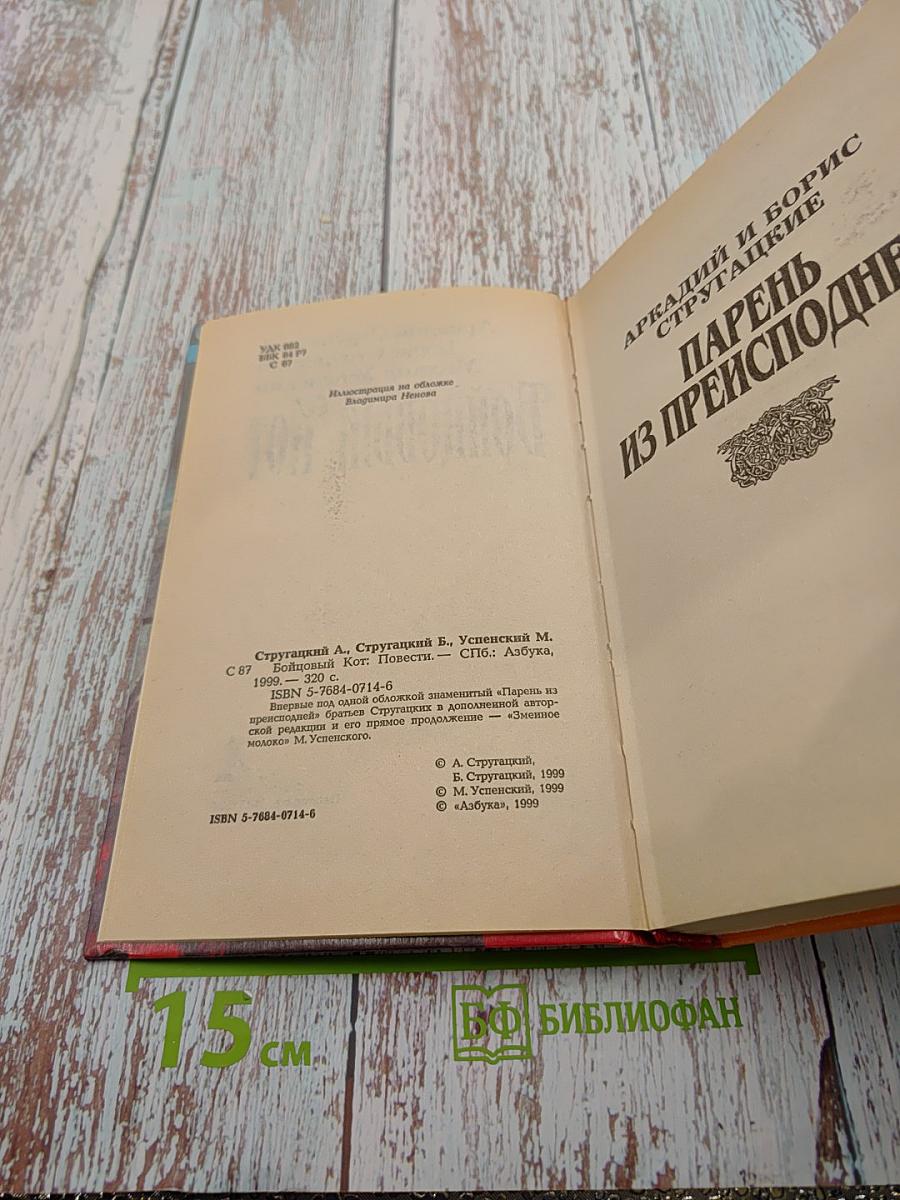 УДК 882
ББК 84 Р7
С 87
Иллюстрация на обложке
Владимира Ненова
Стругацкий А., Стругацкий Б., Успенский М.
С 87 Бойцовый Кот: Повести. — СПб.: Азбука,
1999. — 320 с.
ISBN 5-7684-0714-6
Впервые под одной обложкой знаменитый «Парень из
преисподней» братьев Стругацких в дополненной автор-
ской редакции и его прямое продолжение — «Змеиное
молоко» М. Успенского.
© А. Стругацкий,
Б. Стругацкий, 1999
© М. Успенский, 1999
© «Азбука», 1999
ISBN 5-7684-0714-6
АРКАДИЙ И БОРИС
СТРУГАЦКИЕ
ПАРЕНЬ
ИЗ ПРЕИСПОДНЕ
15 см
БФ БИБЛИОФАН